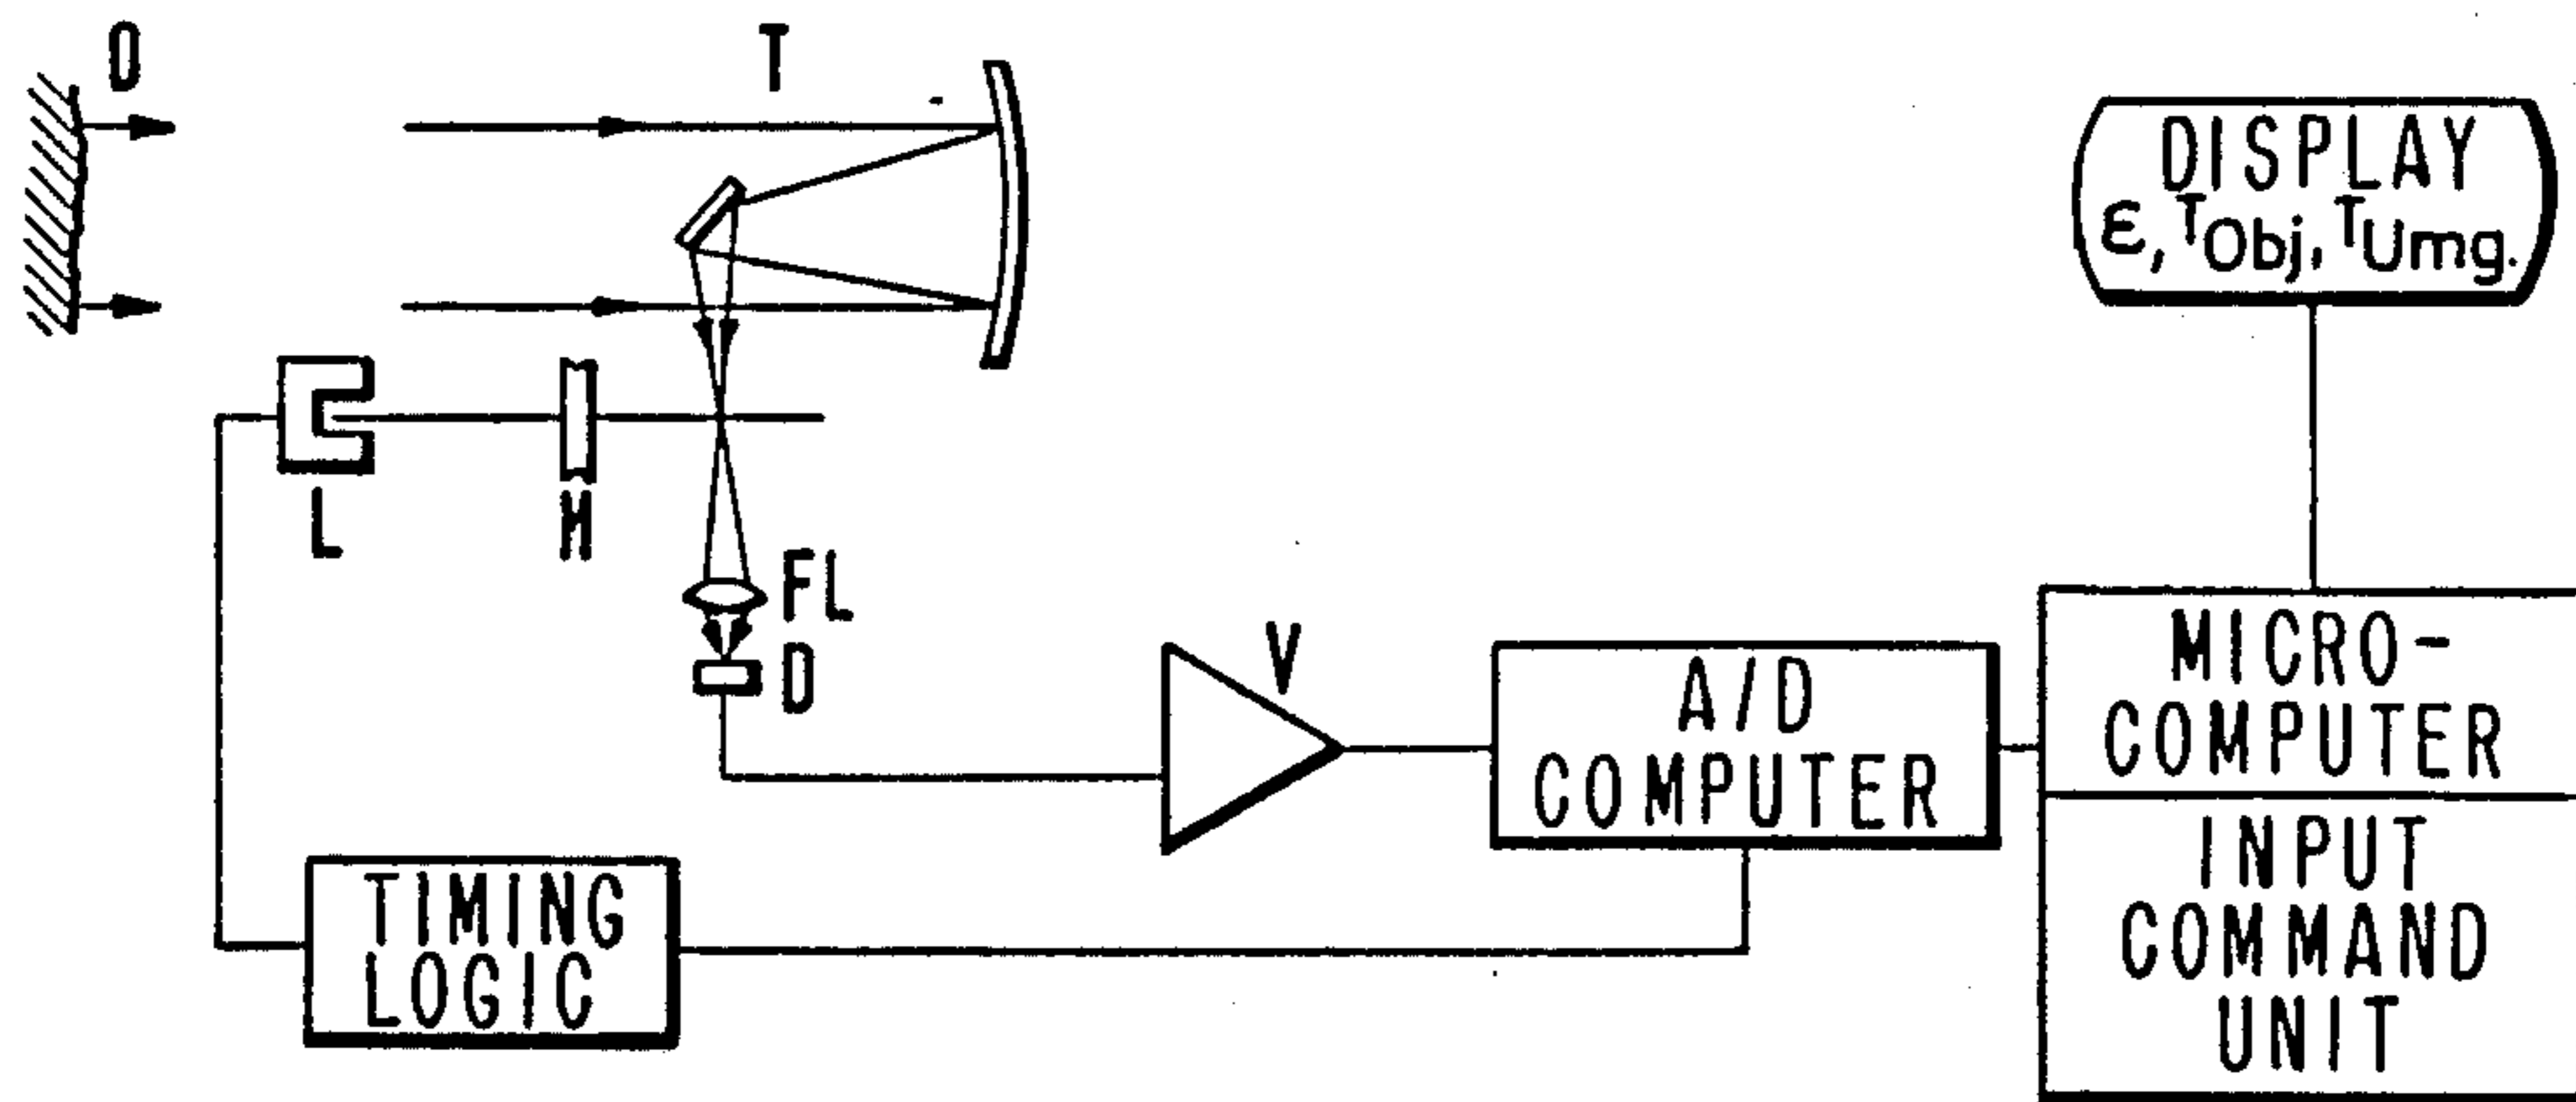 O
T
DISPLAY
ε, TObj, TUmg.
L
M
FL
D
V
A/D
COMPUTER
MICRO-
COMPUTER
INPUT
COMMAND
UNIT
TIMING
LOGIC